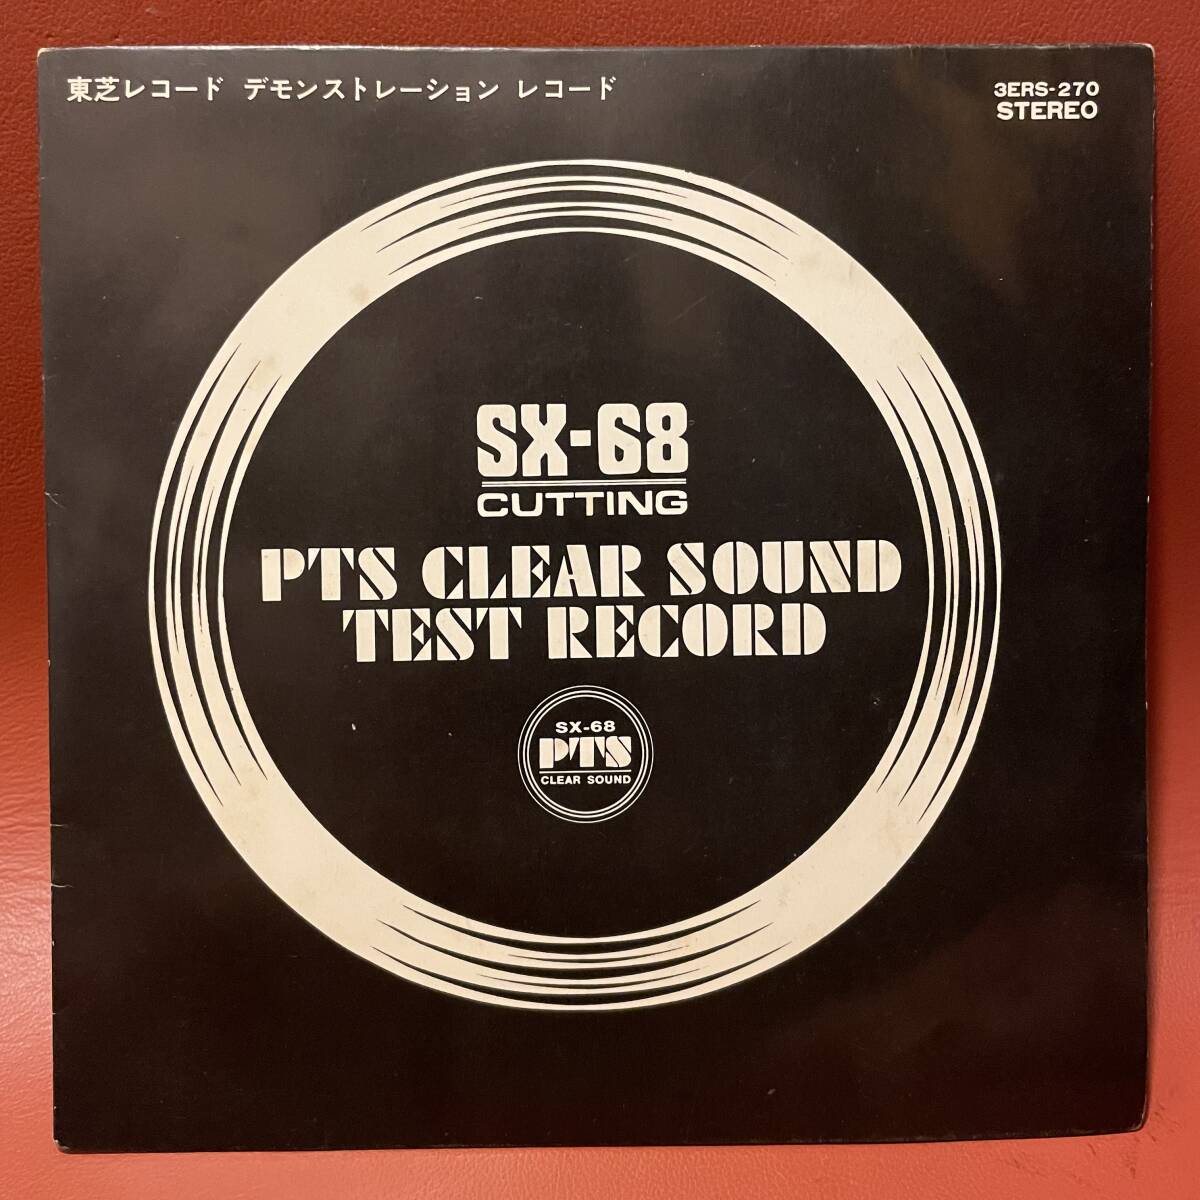 東芝レコード デモンストレーション レコード
3ERS-270
STEREO
SX-68
CUTTING
PTS CLEAR SOUND
TEST RECORD
SX-68
PTS
CLEAR SOUND